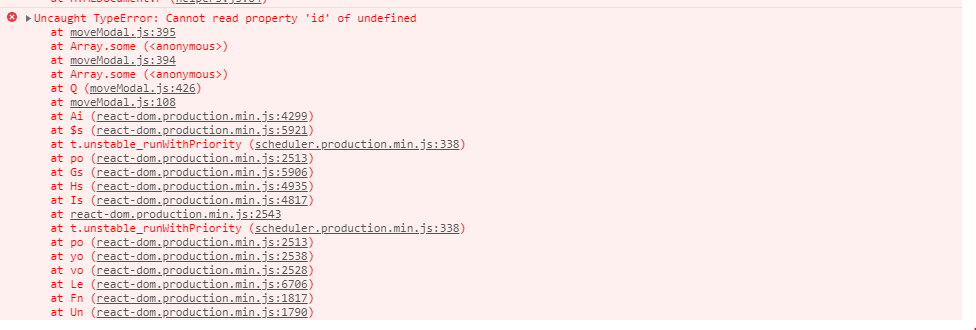 Uncaught TypeError: Cannot read property 'id' of undefined
at moveModal.js:395
at Array.some (<anonymous>)
at moveModal.js:394
at Array.some (<anonymous>)
at Q (moveModal.js:426)
at moveModal.js:108
at Ai (react-dom.production.min.js:4299)
at $s (react-dom.production.min.js:5921)
at t.unstable_runWithPriority (scheduler.production.min.js:338)
at po (react-dom.production.min.js:2513)
at Gs (react-dom.production.min.js:5906)
at Hs (react-dom.production.min.js:4935)
at Is (react-dom.production.min.js:4817)
at react-dom.production.min.js:2543
at t.unstable_runWithPriority (scheduler.production.min.js:338)
at po (react-dom.production.min.js:2513)
at yo (react-dom.production.min.js:2538)
at vo (react-dom.production.min.js:2528)
at Le (react-dom.production.min.js:6706)
at Fn (react-dom.production.min.js:1817)
at Un (react-dom.production.min.js:1790)